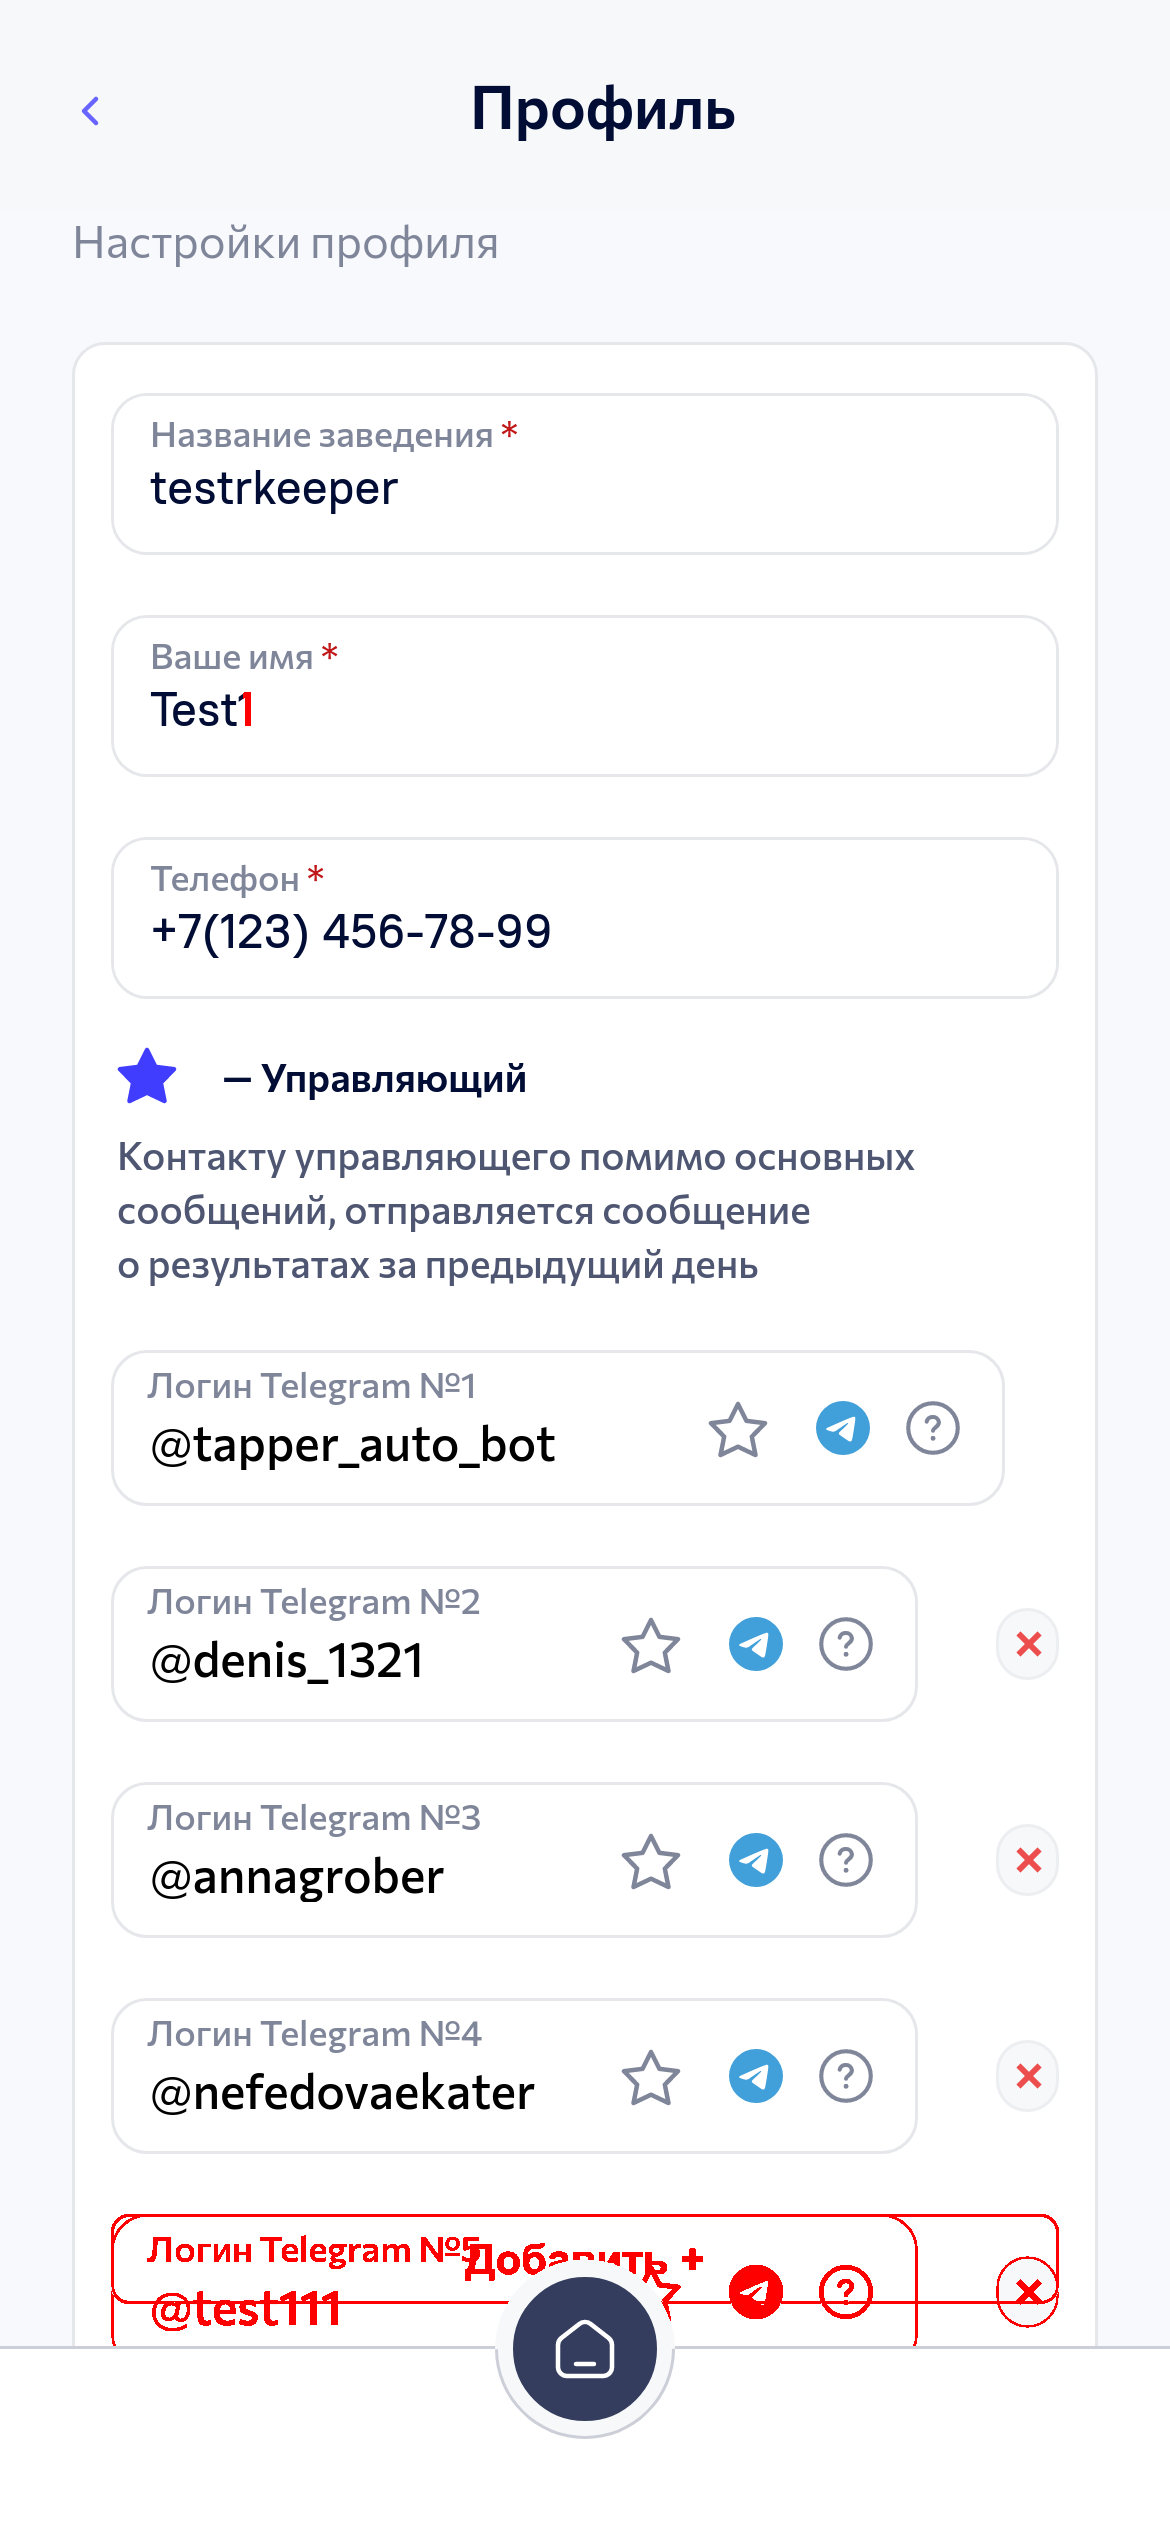 Профиль
Настройки профиля
Название заведения *
testrkeeper
Ваше имя *
Test1
Телефон *
+7(123) 456-78-99
— Управляющий
Контакту управляющего помимо основных
сообщений, отправляется сообщение
о результатах за предыдущий день
Логин Telegram №1
@tapper_auto_bot
Логин Telegram №2
@denis_1321
Логин Telegram №3
@annagrober
Логин Telegram №4
@nefedovaekater
Логин Telegram №5
Добавить +
@test111